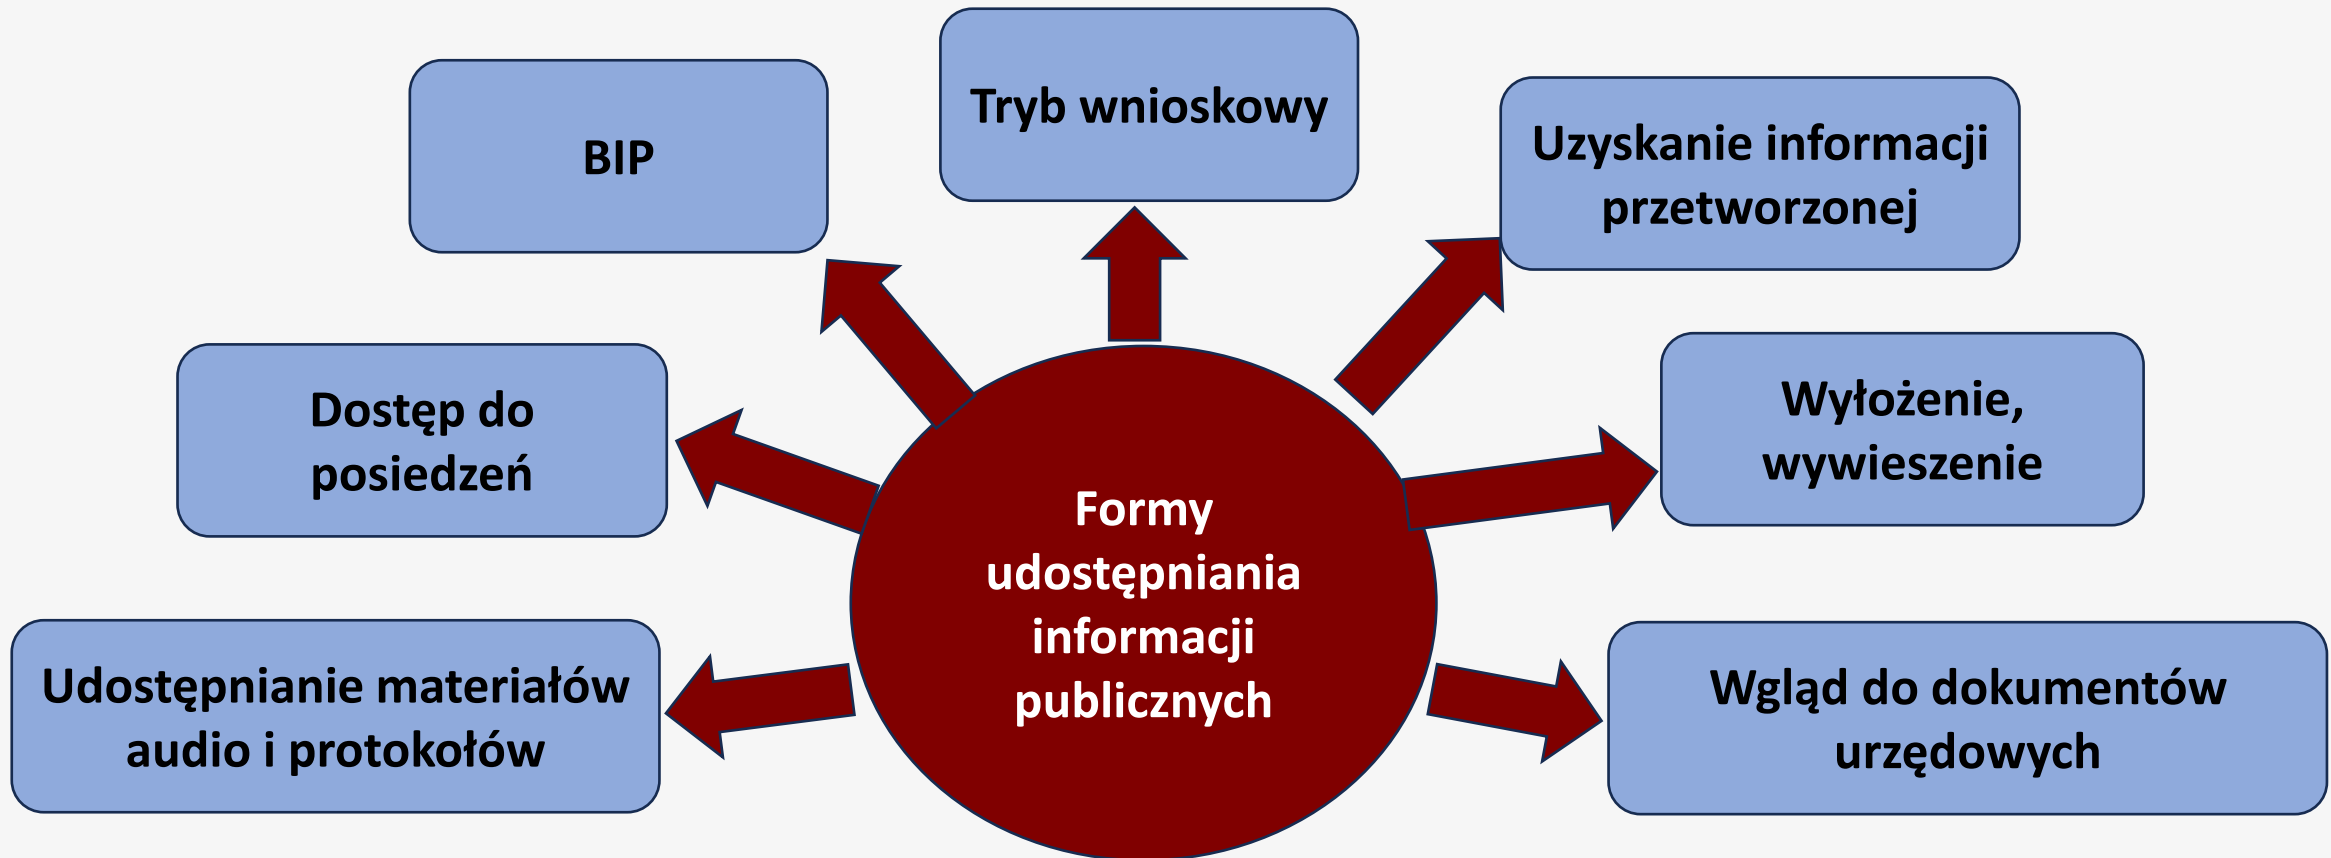 Tryb wnioskowy
BIP
Uzyskanie informacji
przetworzonej
Dostęp do
posiedzeń
Wyłożenie,
wywieszenie
Formy
udostępniania
informacji
publicznych
Udostępnianie materiałów
audio i protokołów
Wgląd do dokumentów
urzędowych